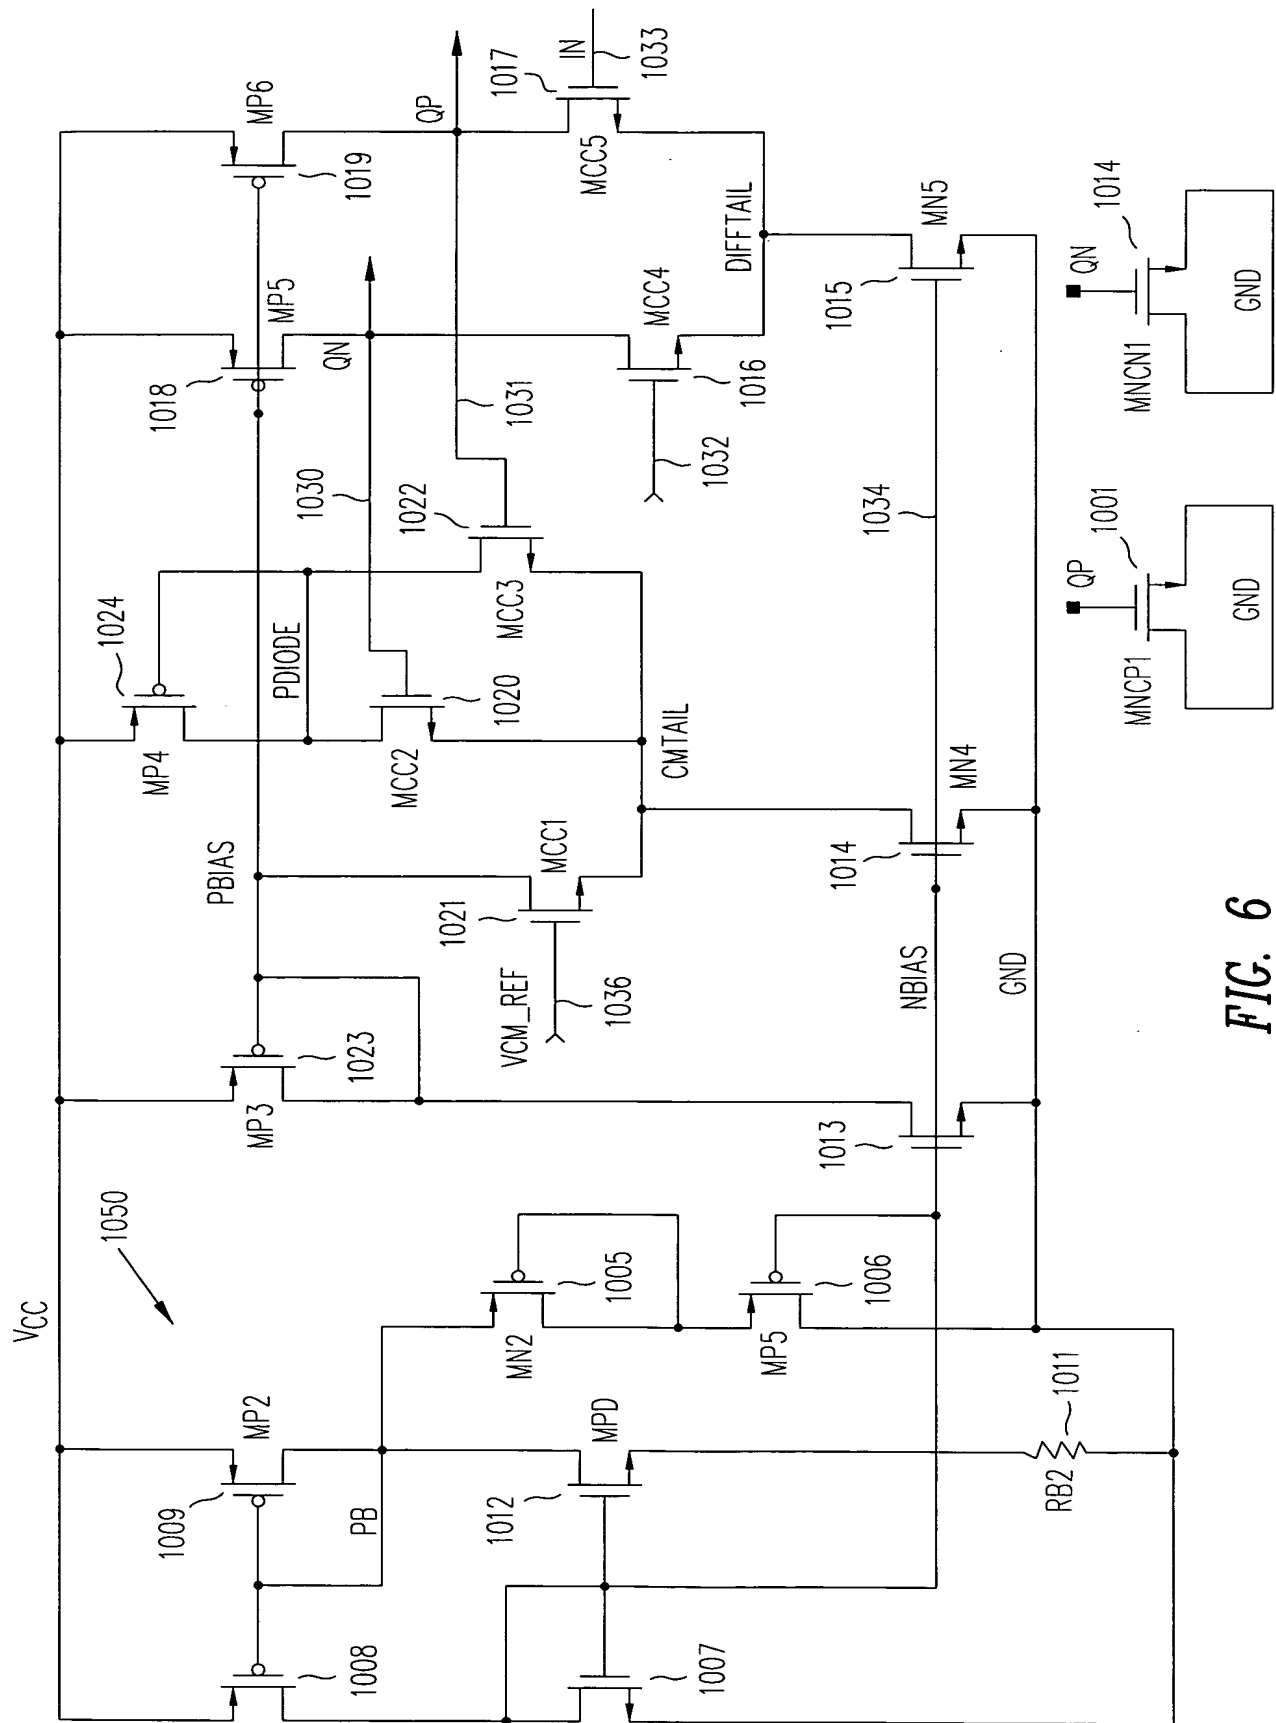 VCC
1050
1009
MP2
PB
1008
1012
MPD
1007
MN2
1005
MP5
1006
RB2
1011
MP3
1023
1013
PBIAS
VCM_REF
1036
1021
MCC1
NBIAS
GND
MP4
1024
PDIODE
MCC2
1020
CMTAIL
1014
MN4
1030
1022
MCC3
1031
1034
1018
MP5
QN
1032
1016
MCC4
DIFFTAIL
1015
MN5
1019
MP6
QP
1017
IN
1033
MCC5
MNCP1
QP
1001
GND
MNCN1
QN
1014
GND
FIG. 6